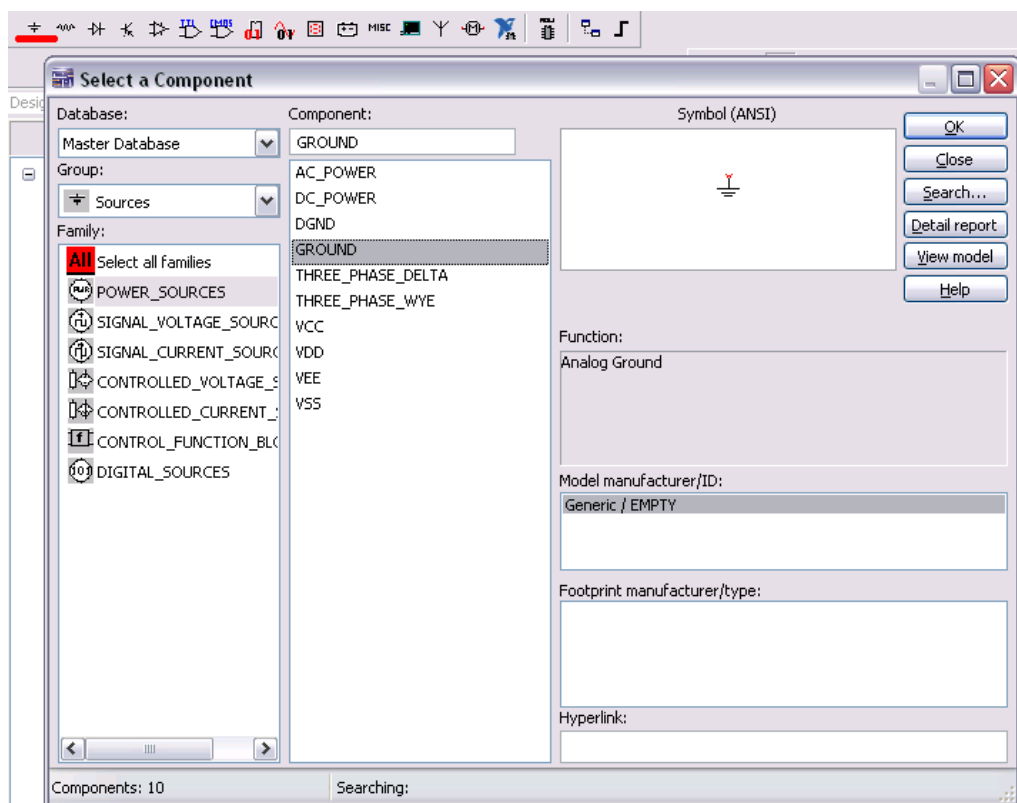 TTL
CMOS
MISC
Select a Component
Desig
Database:
Master Database
Group:
Sources
Family:
All Select all families
POWER_SOURCES
SIGNAL_VOLTAGE_SOURC
SIGNAL_CURRENT_SOURC
CONTROLLED_VOLTAGE_S
CONTROLLED_CURRENT_
CONTROL_FUNCTION_BLC
DIGITAL_SOURCES
Component:
GROUND
AC_POWER
DC_POWER
DGND
GROUND
THREE_PHASE_DELTA
THREE_PHASE_WYE
VCC
VDD
VEE
VSS
Symbol (ANSI)
OK
Close
Search...
Detail report
View model
Help
Function:
Analog Ground
Model manufacturer/ID:
Generic / EMPTY
Footprint manufacturer/type:
Hyperlink:
Components: 10
Searching: